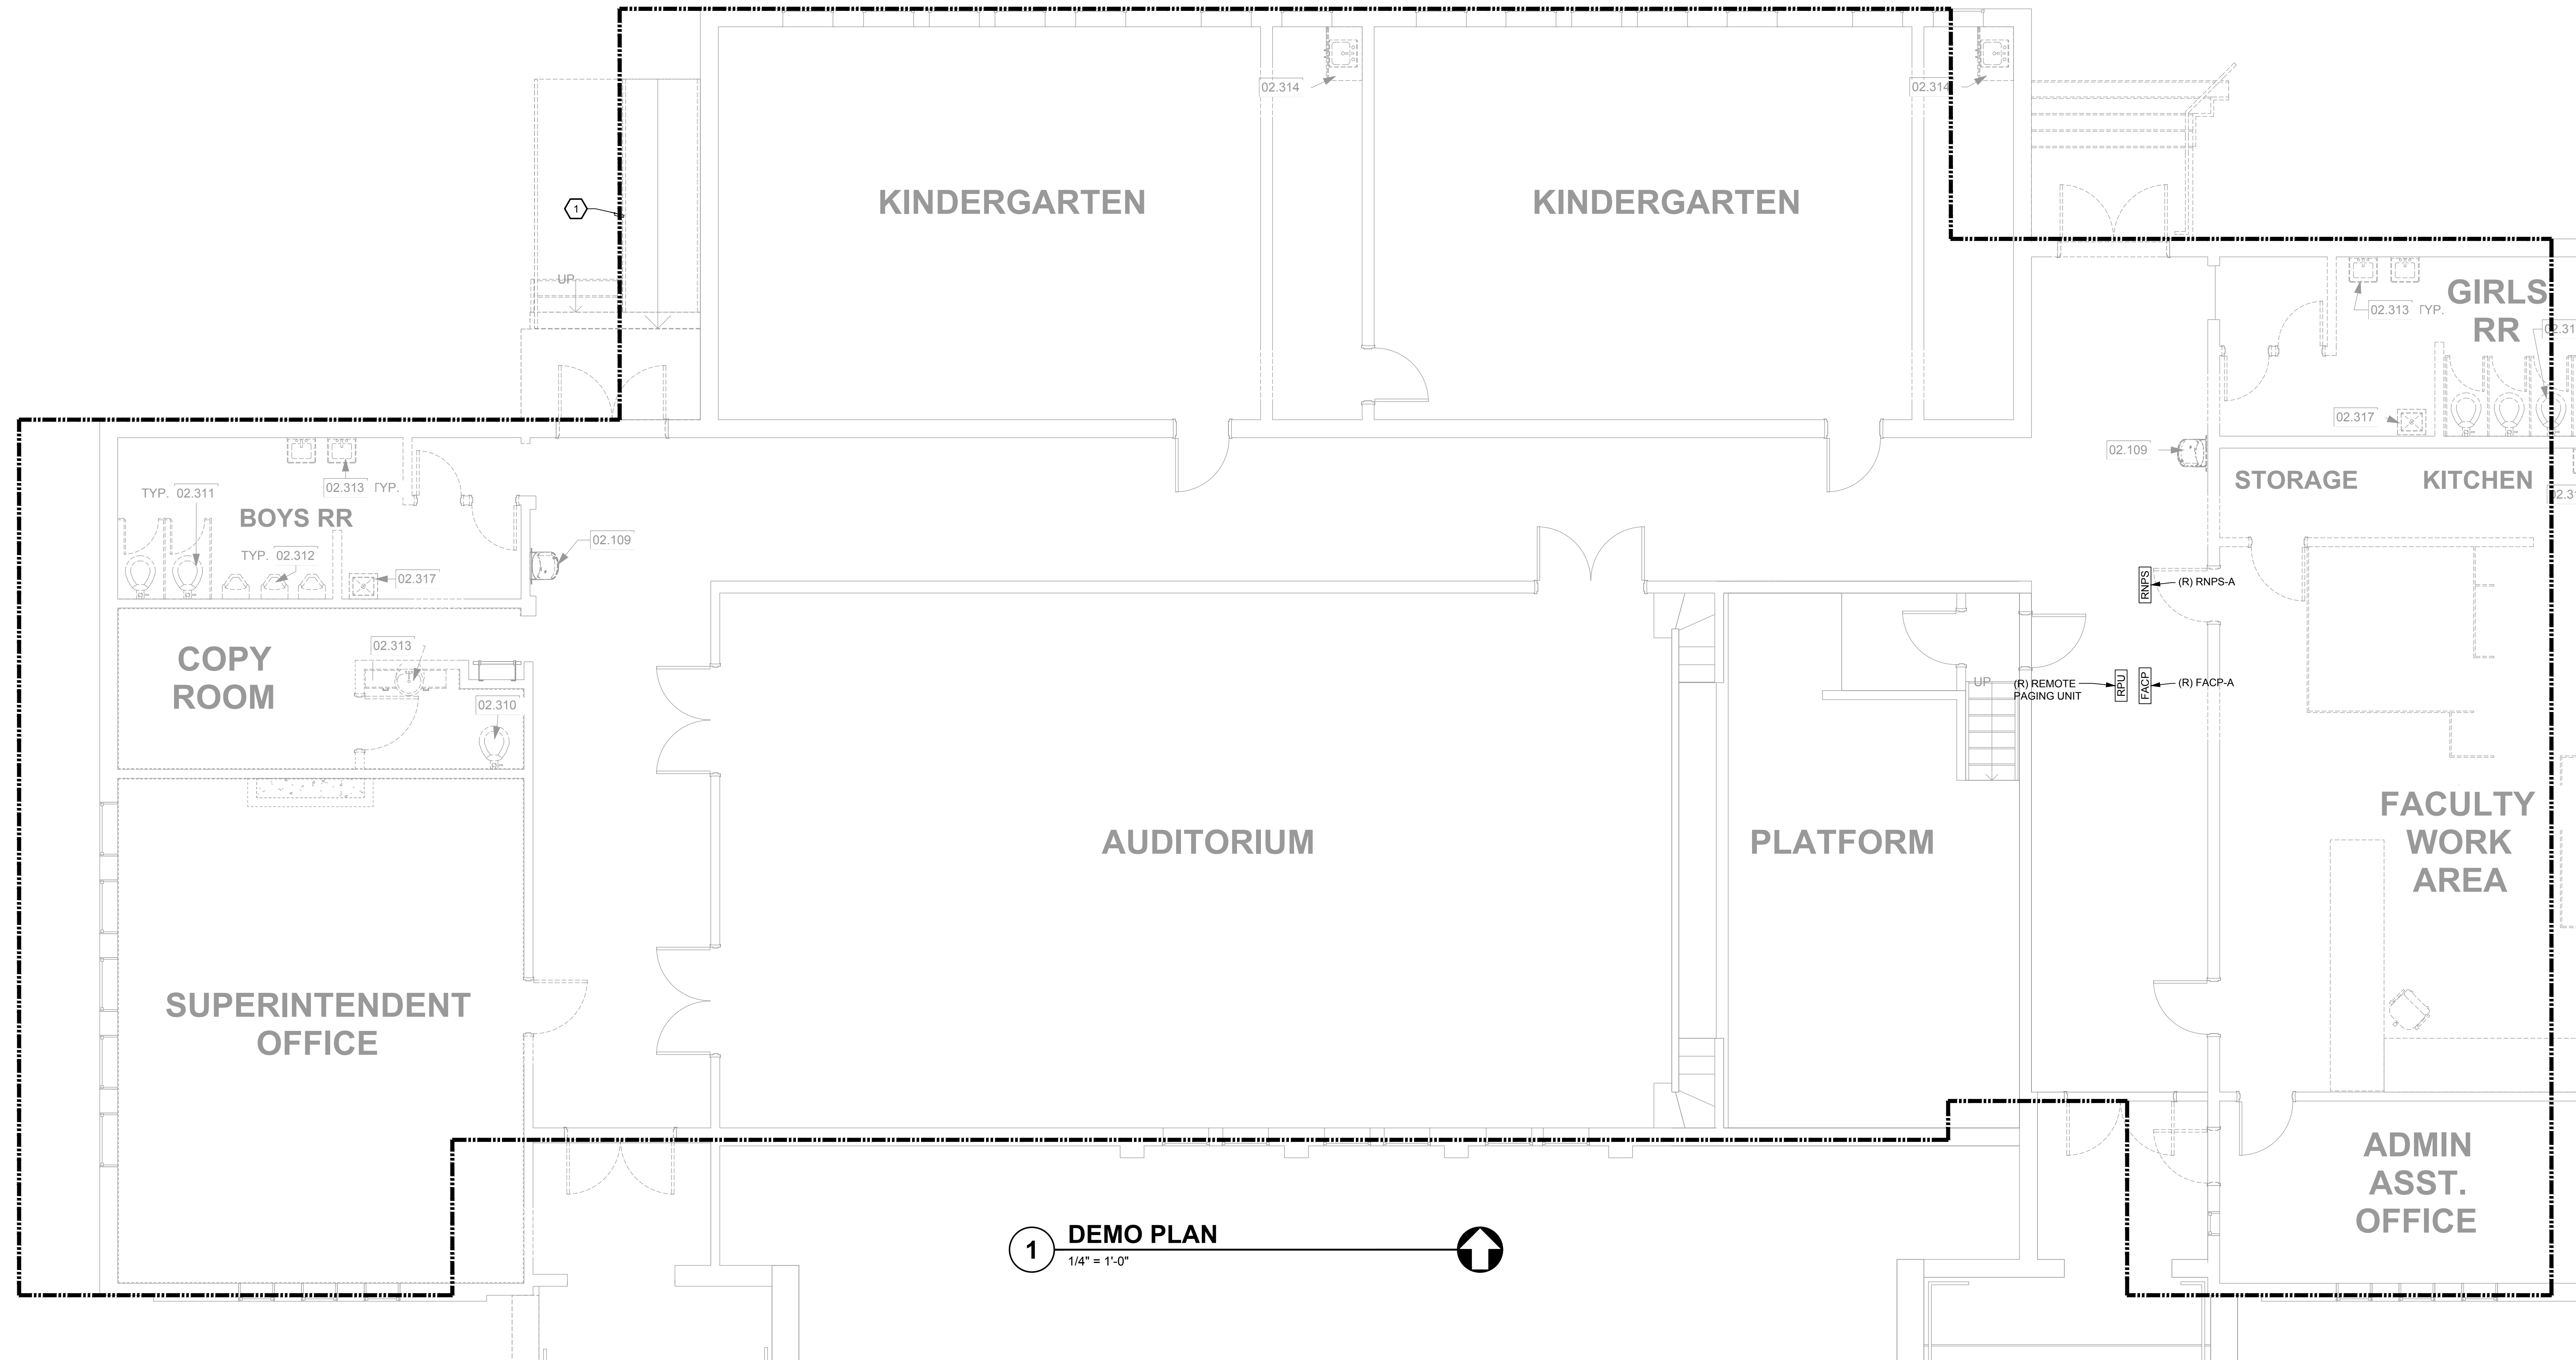 02.314
02.314
KINDERGARTEN
KINDERGARTEN
1
UP
GIRLS
RR
02.313 TYP.
02.317
02.109
STORAGE
KITCHEN
TYP. 02.311
02.313 TYP.
BOYS RR
TYP. 02.312
02.317
02.109
RNPS
(R) RNPS-A
COPY
ROOM
02.313
02.310
UP
(R) REMOTE
PAGING UNIT
RPU
FACP
(R) FACP-A
AUDITORIUM
PLATFORM
FACULTY
WORK
AREA
SUPERINTENDENT
OFFICE
ADMIN
ASST.
OFFICE
1
DEMO PLAN
1/4" = 1'-0"